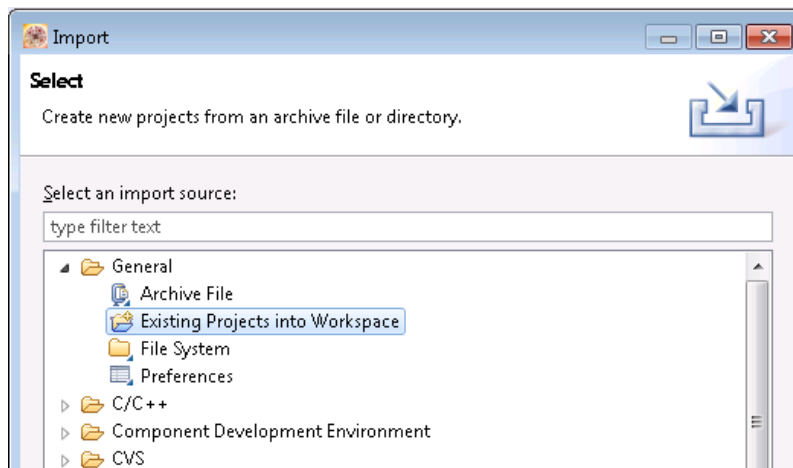 Import
Select
Create new projects from an archive file or directory.
Select an import source:
type filter text
General
Archive File
Existing Projects into Workspace
File System
Preferences
C/C++
Component Development Environment
CVS